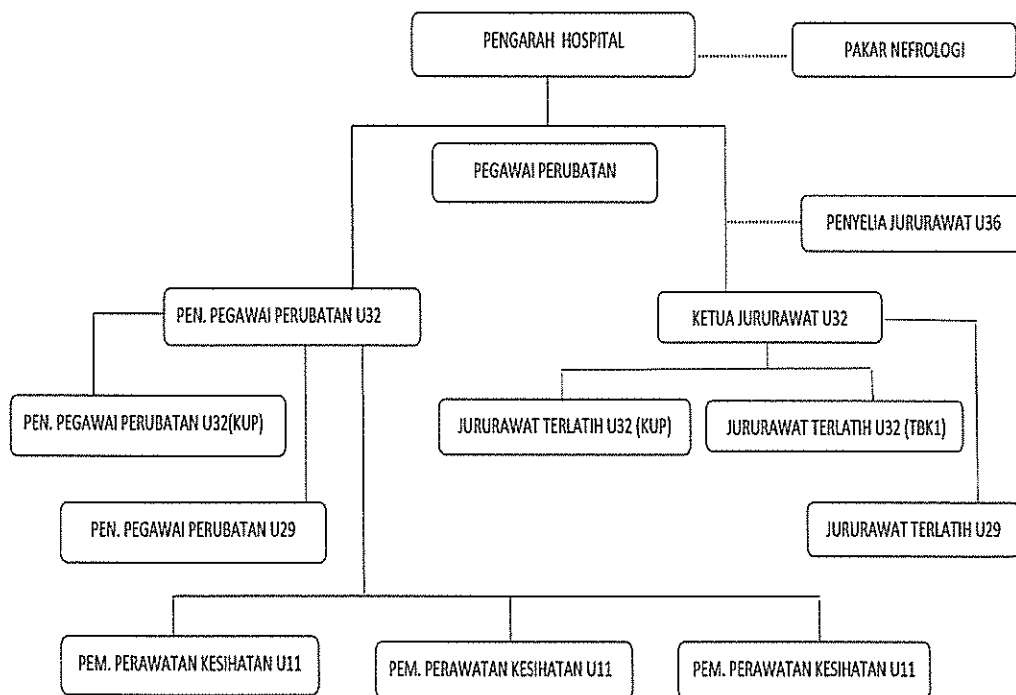 PENGARAH HOSPITAL
PAKAR NEFROLOGI
PEGAWAI PERUBATAN
PENYELIA JURURAWAT U36
PEN. PEGAWAI PERUBATAN U32
KETUA JURURAWAT U32
PEN. PEGAWAI PERUBATAN U32(KUP)
JURURAWAT TERLATIH U32 (KUP)
JURURAWAT TERLATIH U32 (TBK1)
PEN. PEGAWAI PERUBATAN U29
JURURAWAT TERLATIH U29
PEM. PERAWATAN KESIHATAN U11
PEM. PERAWATAN KESIHATAN U11
PEM. PERAWATAN KESIHATAN U11